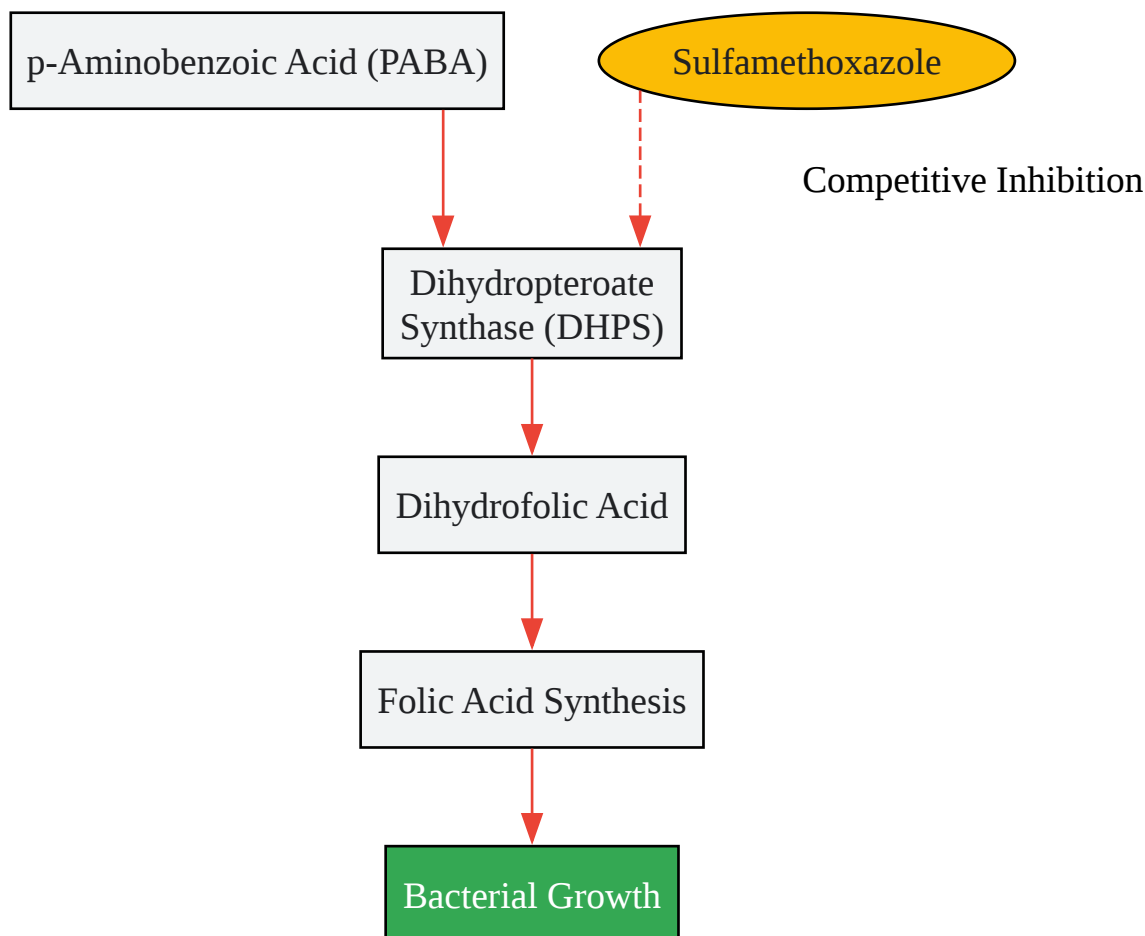 p-Aminobenzoic Acid (PABA)
Sulfamethoxazole
Competitive Inhibition
Dihydropteroate
Synthase (DHPS)
Dihydrofolic Acid
Folic Acid Synthesis
Bacterial Growth